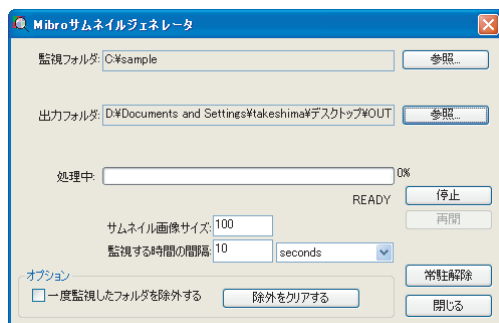 Mibroサムネイルジェネレータ
監視フォルダ: C:¥sample 参照...
出力フォルダ: D:¥Documents and Settings¥takeshima¥デスクトップ¥OUT 参照...
処理中: 0%
READY 停止
再開
サムネイル画像サイズ: 100
監視する時間の間隔: 10 seconds
常駐解除
オプション
一度監視したフォルダを除外する 除外をクリアする
閉じる